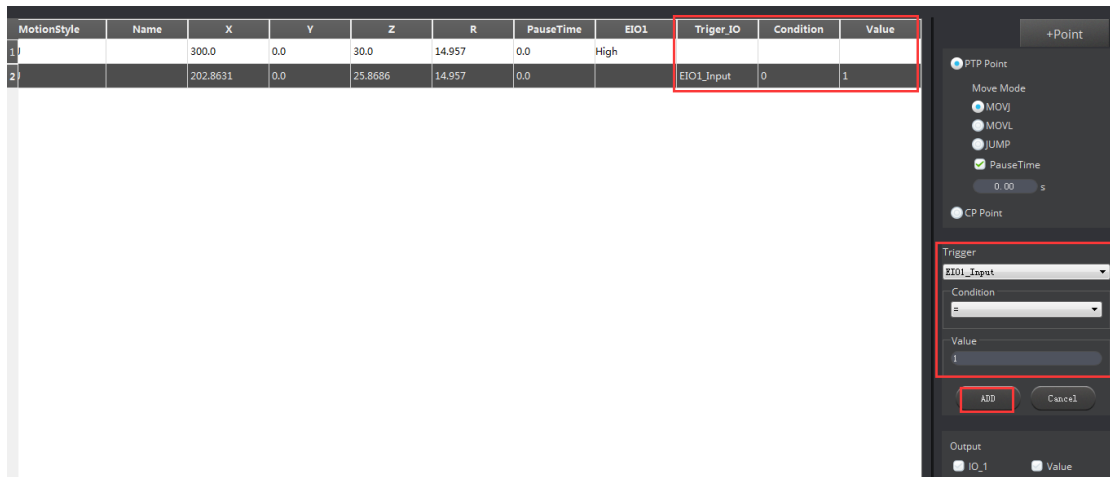 MotionStyle Name X Y Z R PauseTime EIO1 Triger_IO Condition Value
1 300.0 0.0 30.0 14.957 0.0 High
2 202.8631 0.0 25.8686 14.957 0.0 EIO1_Input 0 1
+Point
PTP Point
Move Mode
MOVJ
MOVL
JUMP
PauseTime
0.00 s
CP Point
Trigger
EIO1_Input
Condition
=
Value
1
ADD Cancel
Output
IO_1 Value